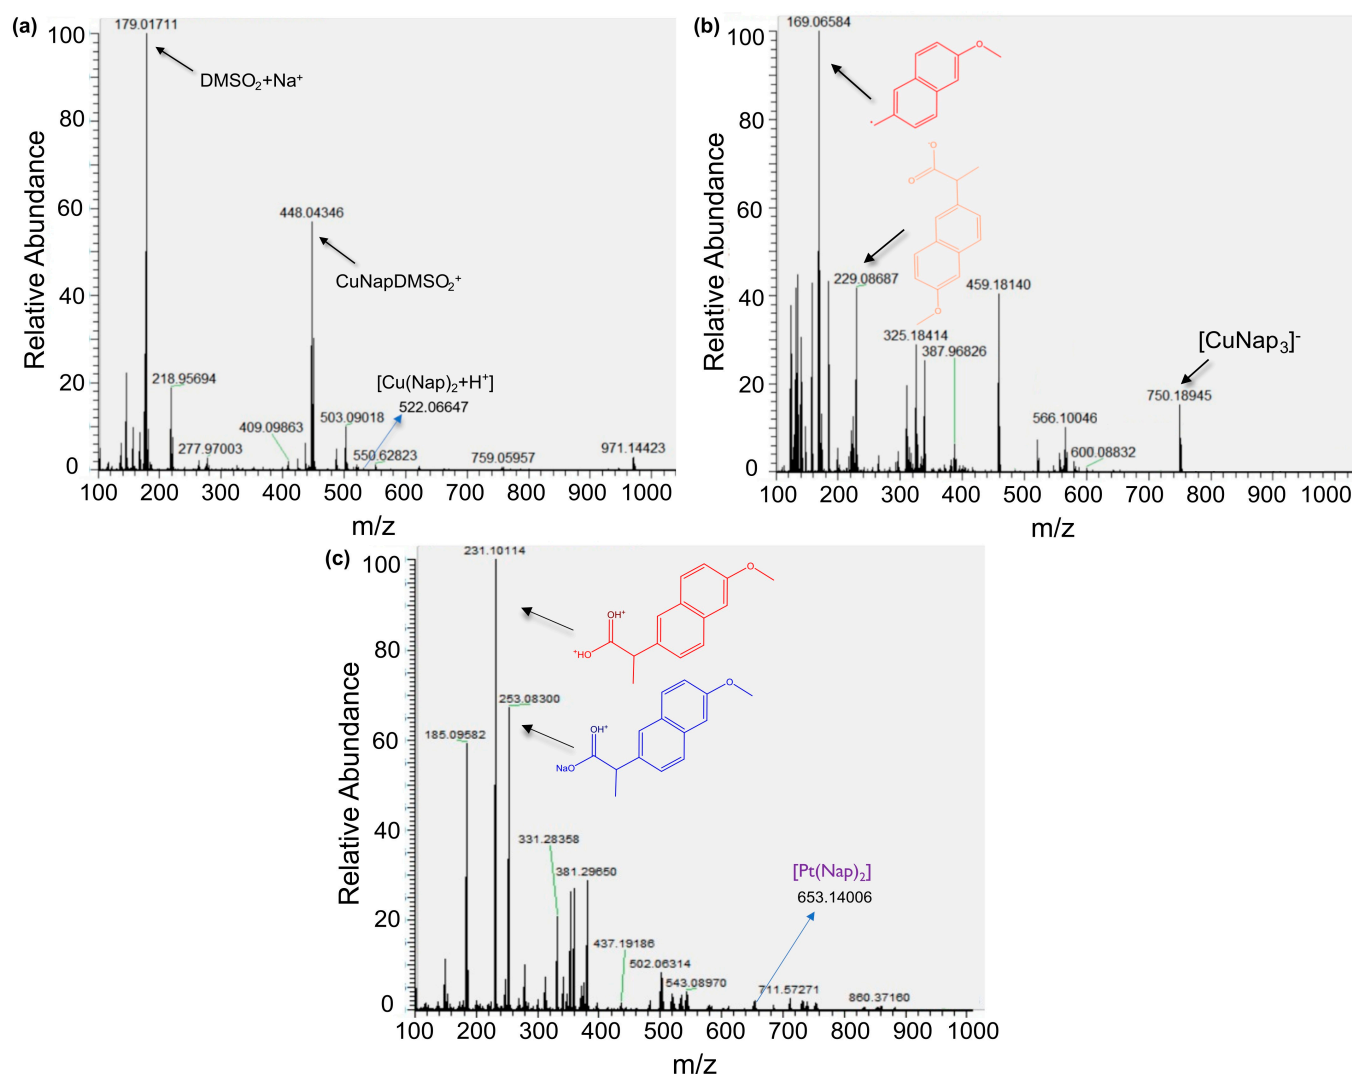 (a)
179.01711
100
DMSO₂+Na⁺
80
60
448.04346
CuNapDMSO₂⁺
40
[Cu(Nap)₂+H⁺]
522.06647
20
218.95694
277.97003
409.09863
503.09018
550.62823
759.05957
971.14423
0
100 200 300 400 500 600 700 800 900 1000
Relative Abundance
m/z
(b)
169.06584
100
O
80
⁻O
O
60
O
229.08687
459.18140
40
325.18414
387.96826
[CuNap₃]⁻
750.18945
20
566.10046
600.08832
0
100 200 300 400 500 600 700 800 900 1000
Relative Abundance
m/z
(c)
231.10114
100
O
OH⁺
⁺HO
80
253.08300
O
OH⁺
NaO
185.09582
60
40
331.28358
381.29650
[Pt(Nap)₂]
653.14006
20
437.19186
502.06314
543.08970
711.57271
860.37160
0
100 200 300 400 500 600 700 800 900 1000
Relative Abundance
m/z